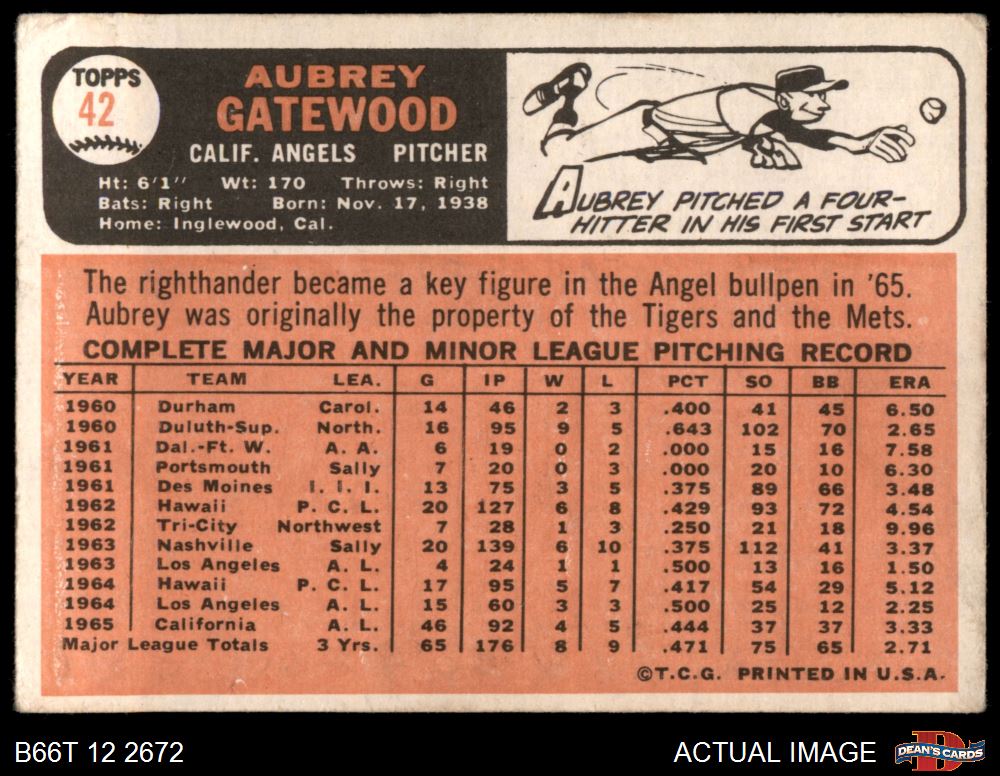 TOPPS
42
AUBREY
GATEWOOD
CALIF. ANGELS PITCHER
Ht: 6'1" Wt: 170 Throws: Right
Bats: Right Born: Nov. 17, 1938
Home: Inglewood, Cal.
AUBREY PITCHED A FOUR-
HITTER IN HIS FIRST START
The righthander became a key figure in the Angel bullpen in '65.
Aubrey was originally the property of the Tigers and the Mets.
COMPLETE MAJOR AND MINOR LEAGUE PITCHING RECORD
YEAR TEAM LEA. G IP W L PCT SO BB ERA
1960 Durham Carol. 14 46 2 3 .400 41 45 6.50
1960 Duluth-Sup. North. 16 95 9 5 .643 102 70 2.65
1961 Dal.-Ft. W. A. A. 6 19 0 2 .000 15 16 7.58
1961 Portsmouth Sally 7 20 0 3 .000 20 10 6.30
1961 Des Moines I. I. I. 13 75 3 5 .375 89 66 3.48
1962 Hawaii P. C. L. 20 127 6 8 .429 93 72 4.54
1962 Tri-City Northwest 7 28 1 3 .250 21 18 9.96
1963 Nashville Sally 20 139 6 10 .375 112 41 3.37
1963 Los Angeles A. L. 4 24 1 1 .500 13 16 1.50
1964 Hawaii P. C. L. 17 95 5 7 .417 54 29 5.12
1964 Los Angeles A. L. 15 60 3 3 .500 25 12 2.25
1965 California A. L. 46 92 4 5 .444 37 37 3.33
Major League Totals 3 Yrs. 65 176 8 9 .471 75 65 2.71
©T.C.G. PRINTED IN U.S.A.
B66T 12 2672
ACTUAL IMAGE
D
DEAN'S CARDS